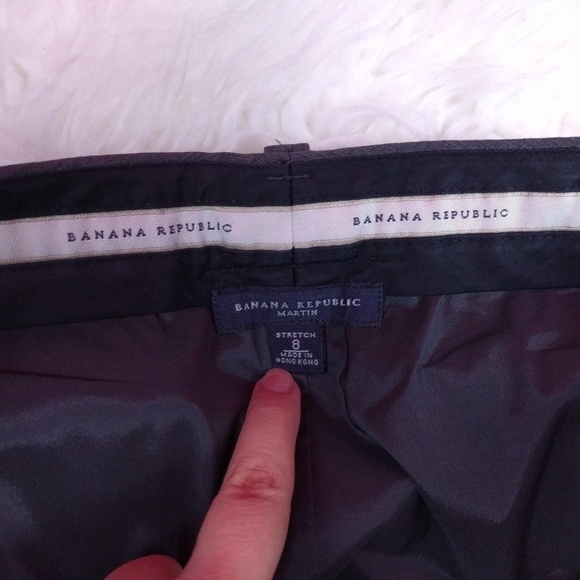 BANANA REPUBLIC
BANANA REPUBLIC
BANANA REPUBLIC
MARTIN
STRETCH
8
MADE IN
HONG KONG